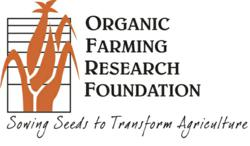 ORGANIC
FARMING
RESEARCH
FOUNDATION
Sowing Seeds to Transform Agriculture